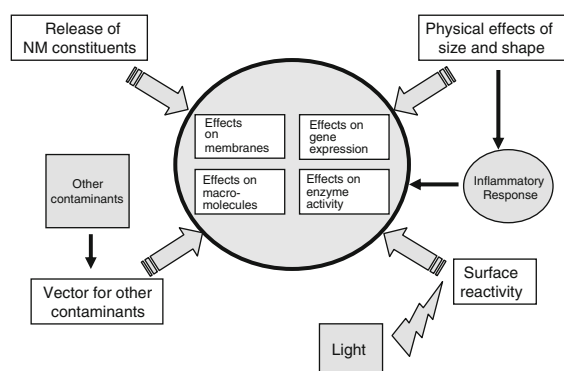 Release of
NM constituents
Physical effects of
size and shape
Effects
on
membranes
Effects on
gene
expression
Effects on
macro-
molecules
Effects on
enzyme
activity
Other
contaminants
Inflammatory
Response
Vector for other
contaminants
Surface
reactivity
Light